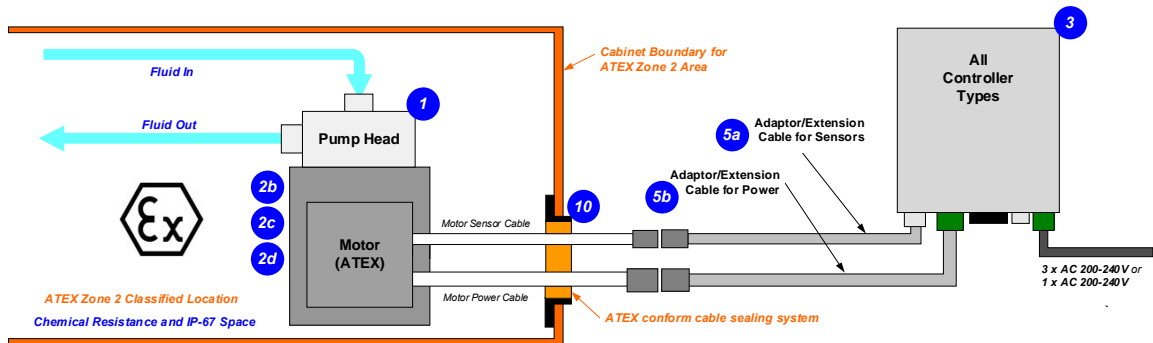 Fluid In
Fluid Out
1
Pump Head
2b
2c
2d
Motor
(ATEX)
Ex
ATEX Zone 2 Classified Location
Chemical Resistance and IP-67 Space
Cabinet Boundary for
ATEX Zone 2 Area
10
Motor Sensor Cable
Motor Power Cable
ATEX conform cable sealing system
5a
Adaptor/Extension
Cable for Sensors
5b
Adaptor/Extension
Cable for Power
3
All
Controller
Types
3 x AC 200-240V or
1 x AC 200-240V